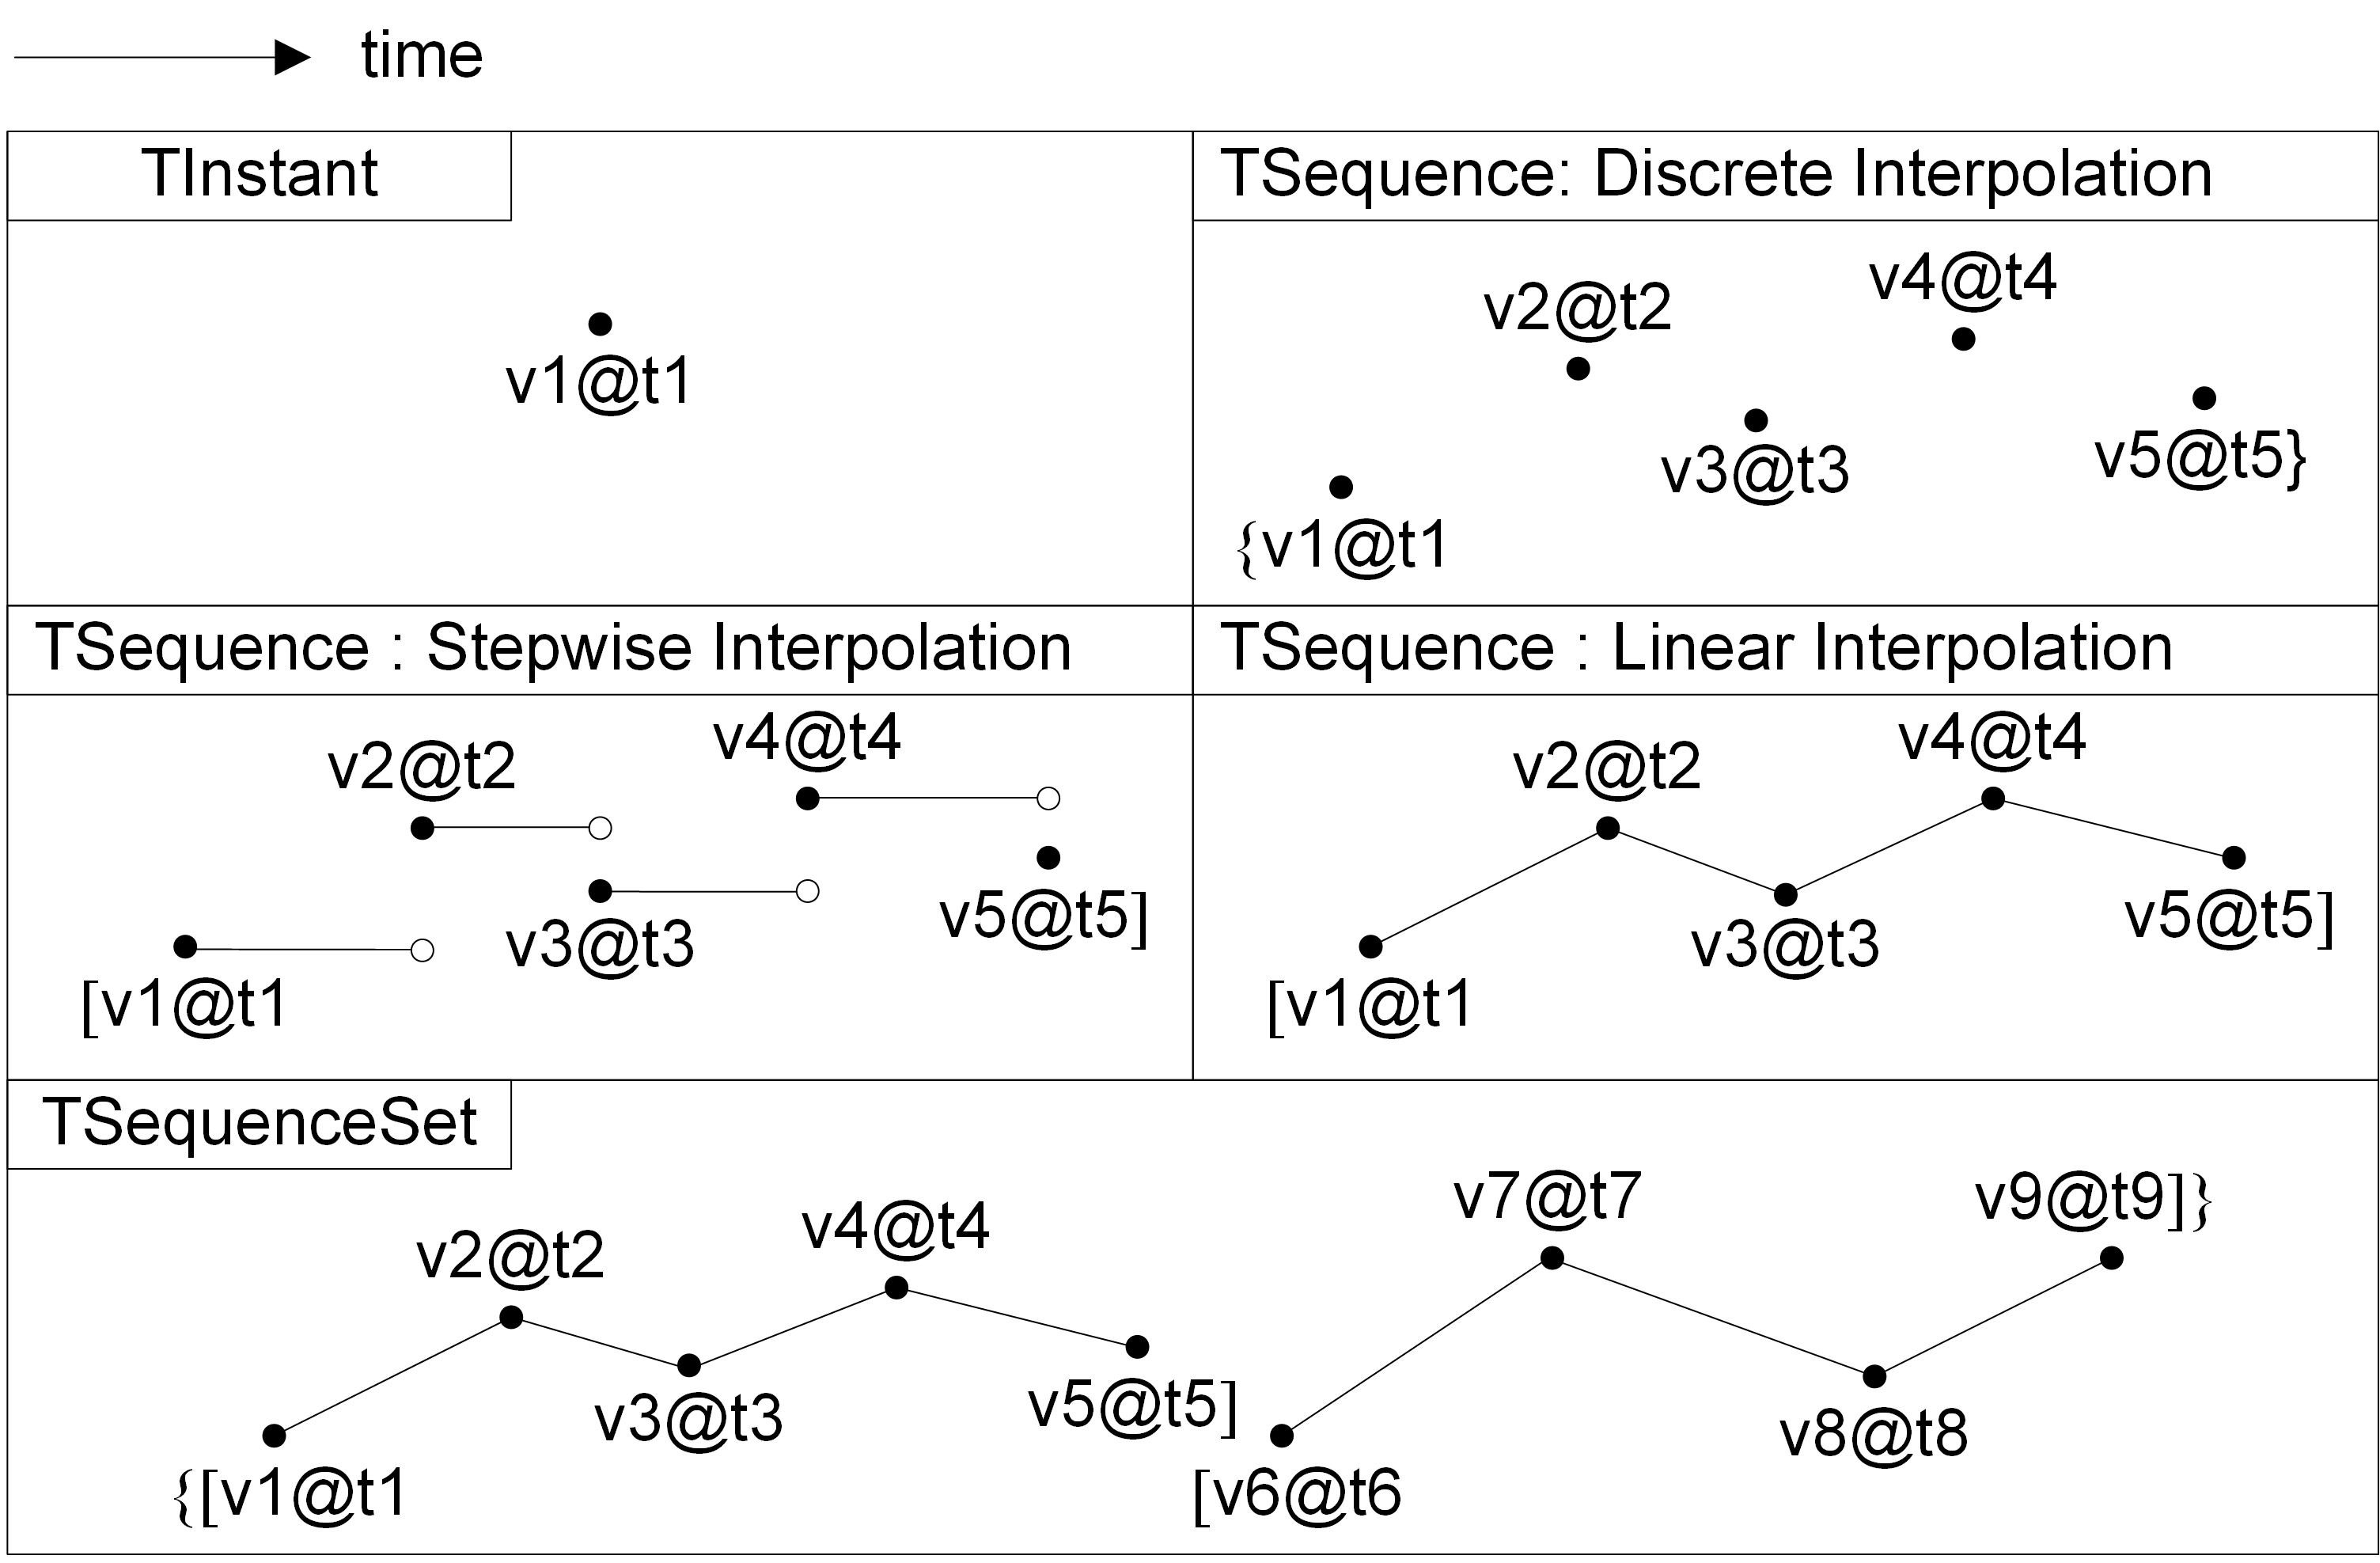 time
TInstant
v1@t1
TSequence: Discrete Interpolation
v4@t4
v2@t2
v3@t3
v5@t5}
{v1@t1
TSequence : Stepwise Interpolation
v4@t4
v2@t2
v5@t5]
v3@t3
[v1@t1
TSequence : Linear Interpolation
v4@t4
v2@t2
v5@t5]
v3@t3
[v1@t1
TSequenceSet
v2@t2
v4@t4
v3@t3
v5@t5]
{[v1@t1
v7@t7
v9@t9]}
v8@t8
[v6@t6